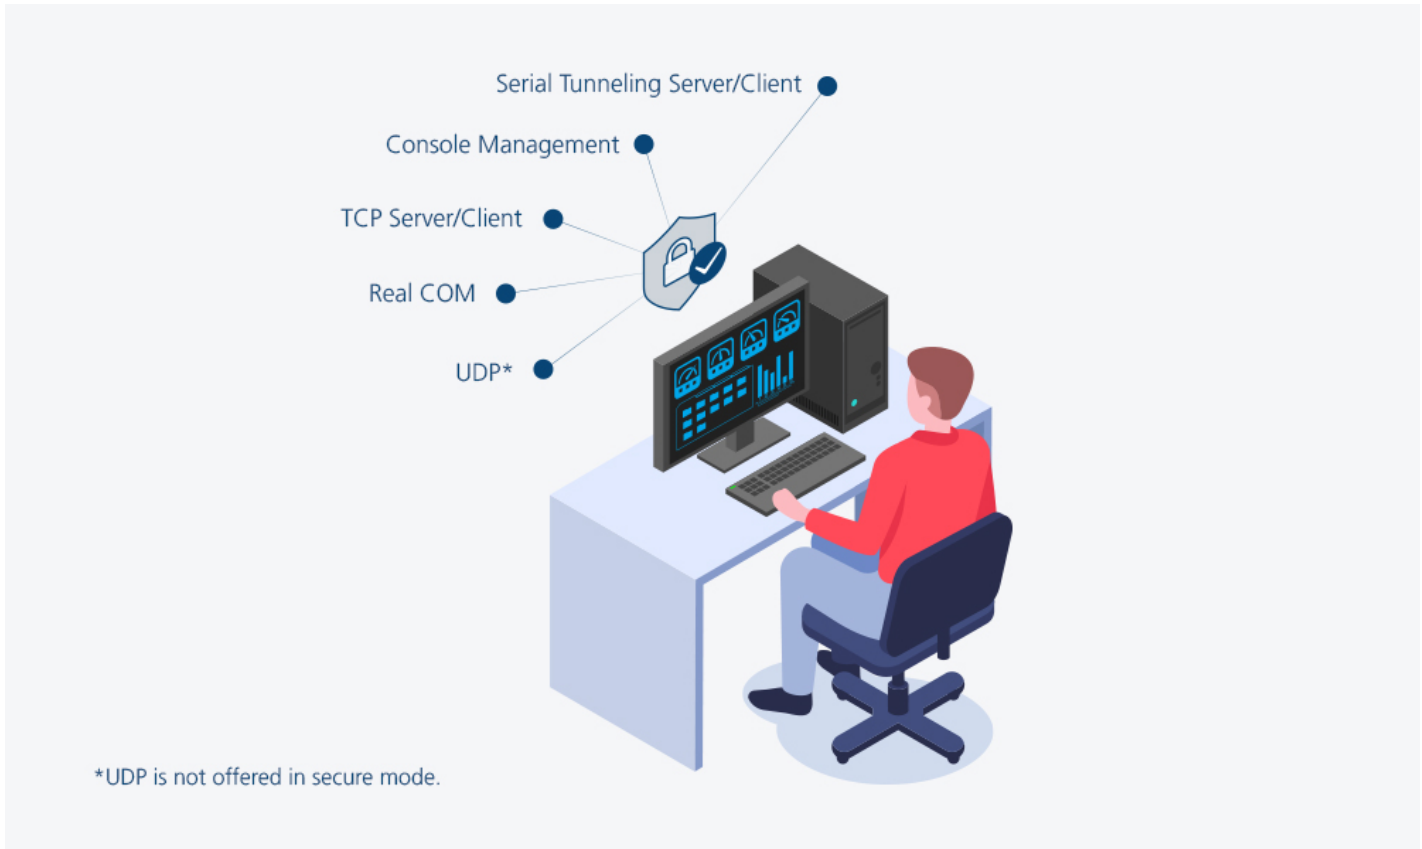 Serial Tunneling Server/Client
Console Management
TCP Server/Client
Real COM
UDP*
*UDP is not offered in secure mode.